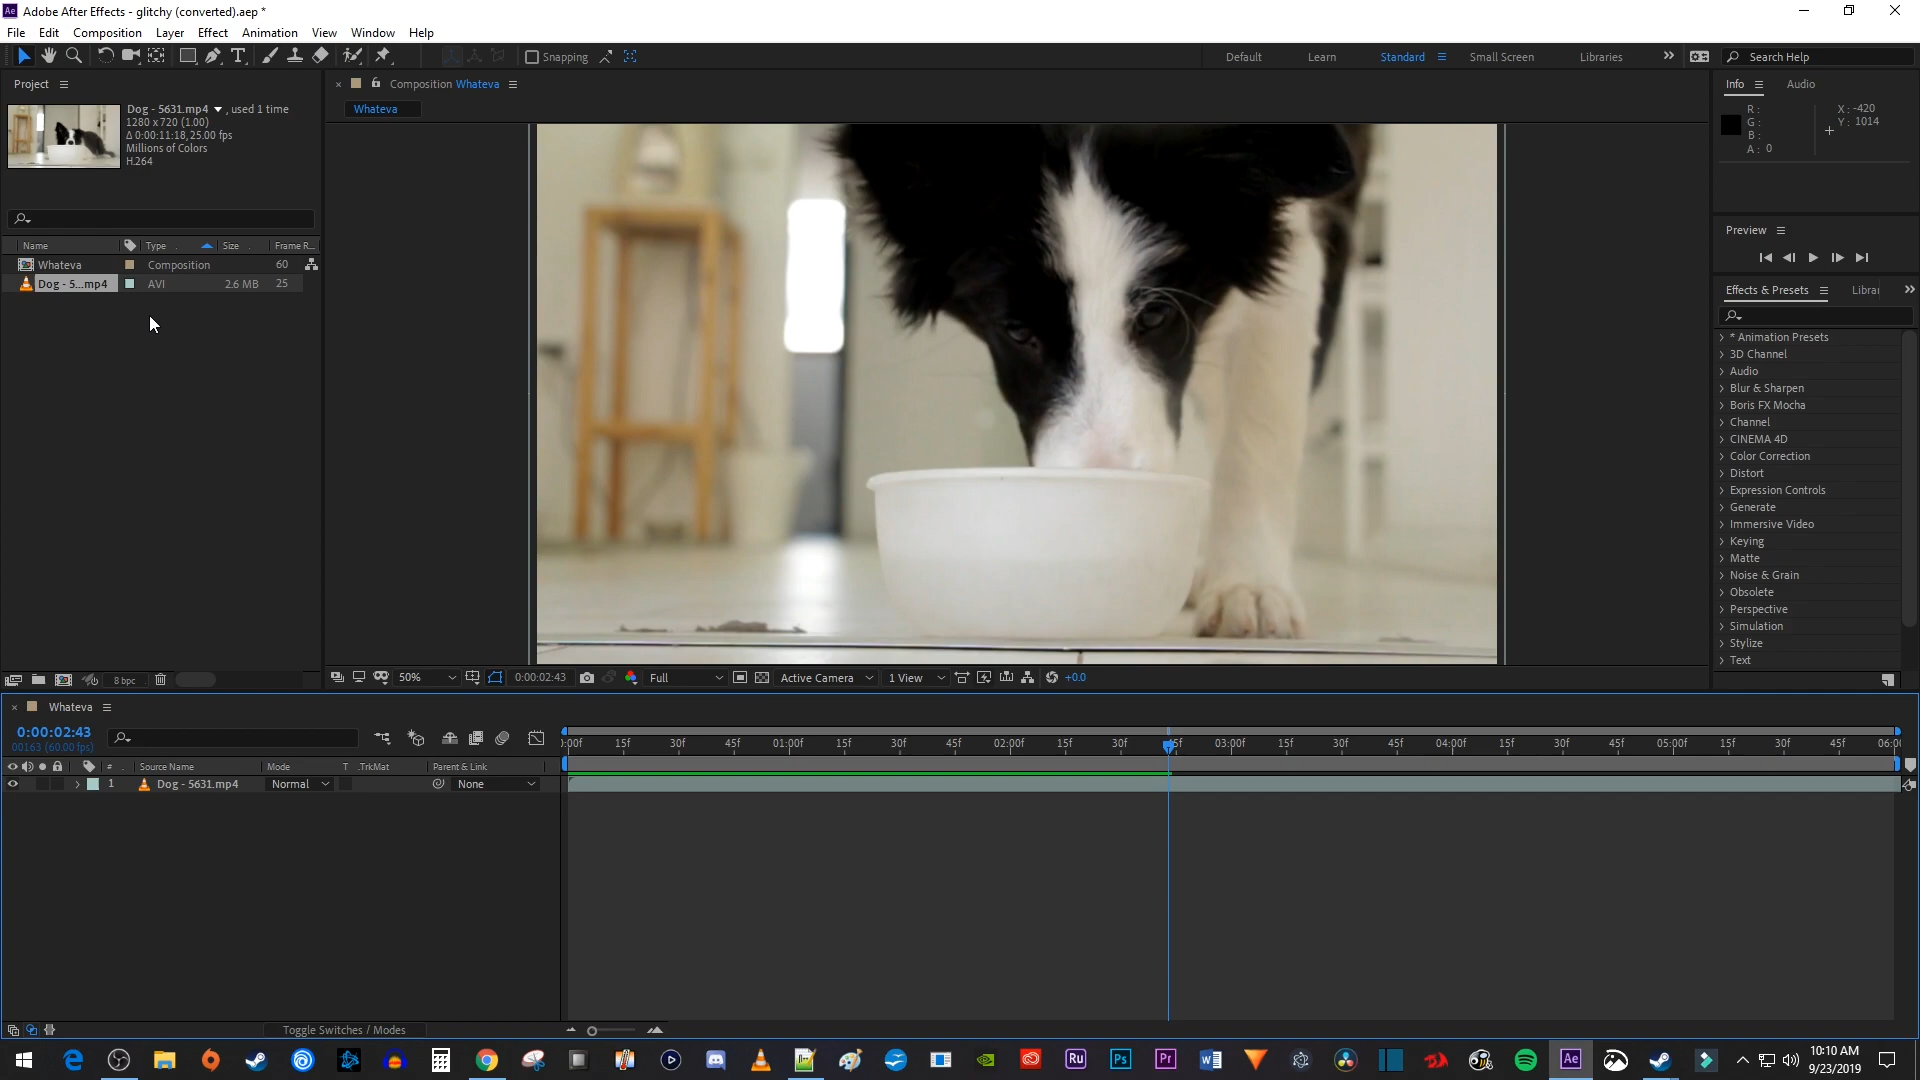 Ae Adobe After Effects - glitchy (converted).aep *
File Edit Composition Layer Effect Animation View Window Help
Snapping
Default Learn Standard Small Screen Libraries
Search Help
Project
Composition Whateva
Whateva
Dog - 5631.mp4 , used 1 time
1280 x 720 (1.00)
Δ 0:00:11:18, 25.00 fps
Millions of Colors
H.264
Name Type Size Frame R...
Whateva Composition 60
Dog - 5...mp4 AVI 2.6 MB 25
8 bpc
50% 0:00:02:43 Full Active Camera 1 View +0.0
Info Audio
R:
G:
B:
A: 0
X: -420
Y: 1014
Preview
Effects & Presets
* Animation Presets
3D Channel
Audio
Blur & Sharpen
Boris FX Mocha
Channel
CINEMA 4D
Color Correction
Distort
Expression Controls
Generate
Immersive Video
Keying
Matte
Noise & Grain
Obsolete
Perspective
Simulation
Stylize
Text
Whateva
0:00:02:43
00163 (60.00 fps)
:00f 15f 30f 45f 01:00f 15f 30f 45f 02:00f 15f 30f 45f 03:00f 15f 30f 45f 04:00f 15f 30f 45f 05:00f 15f 30f 45f 06:0
# Source Name Mode T .TrkMat Parent & Link
1 Dog - 5631.mp4 Normal None
Toggle Switches / Modes
Ru Ps Pr Ae
10:10 AM
9/23/2019